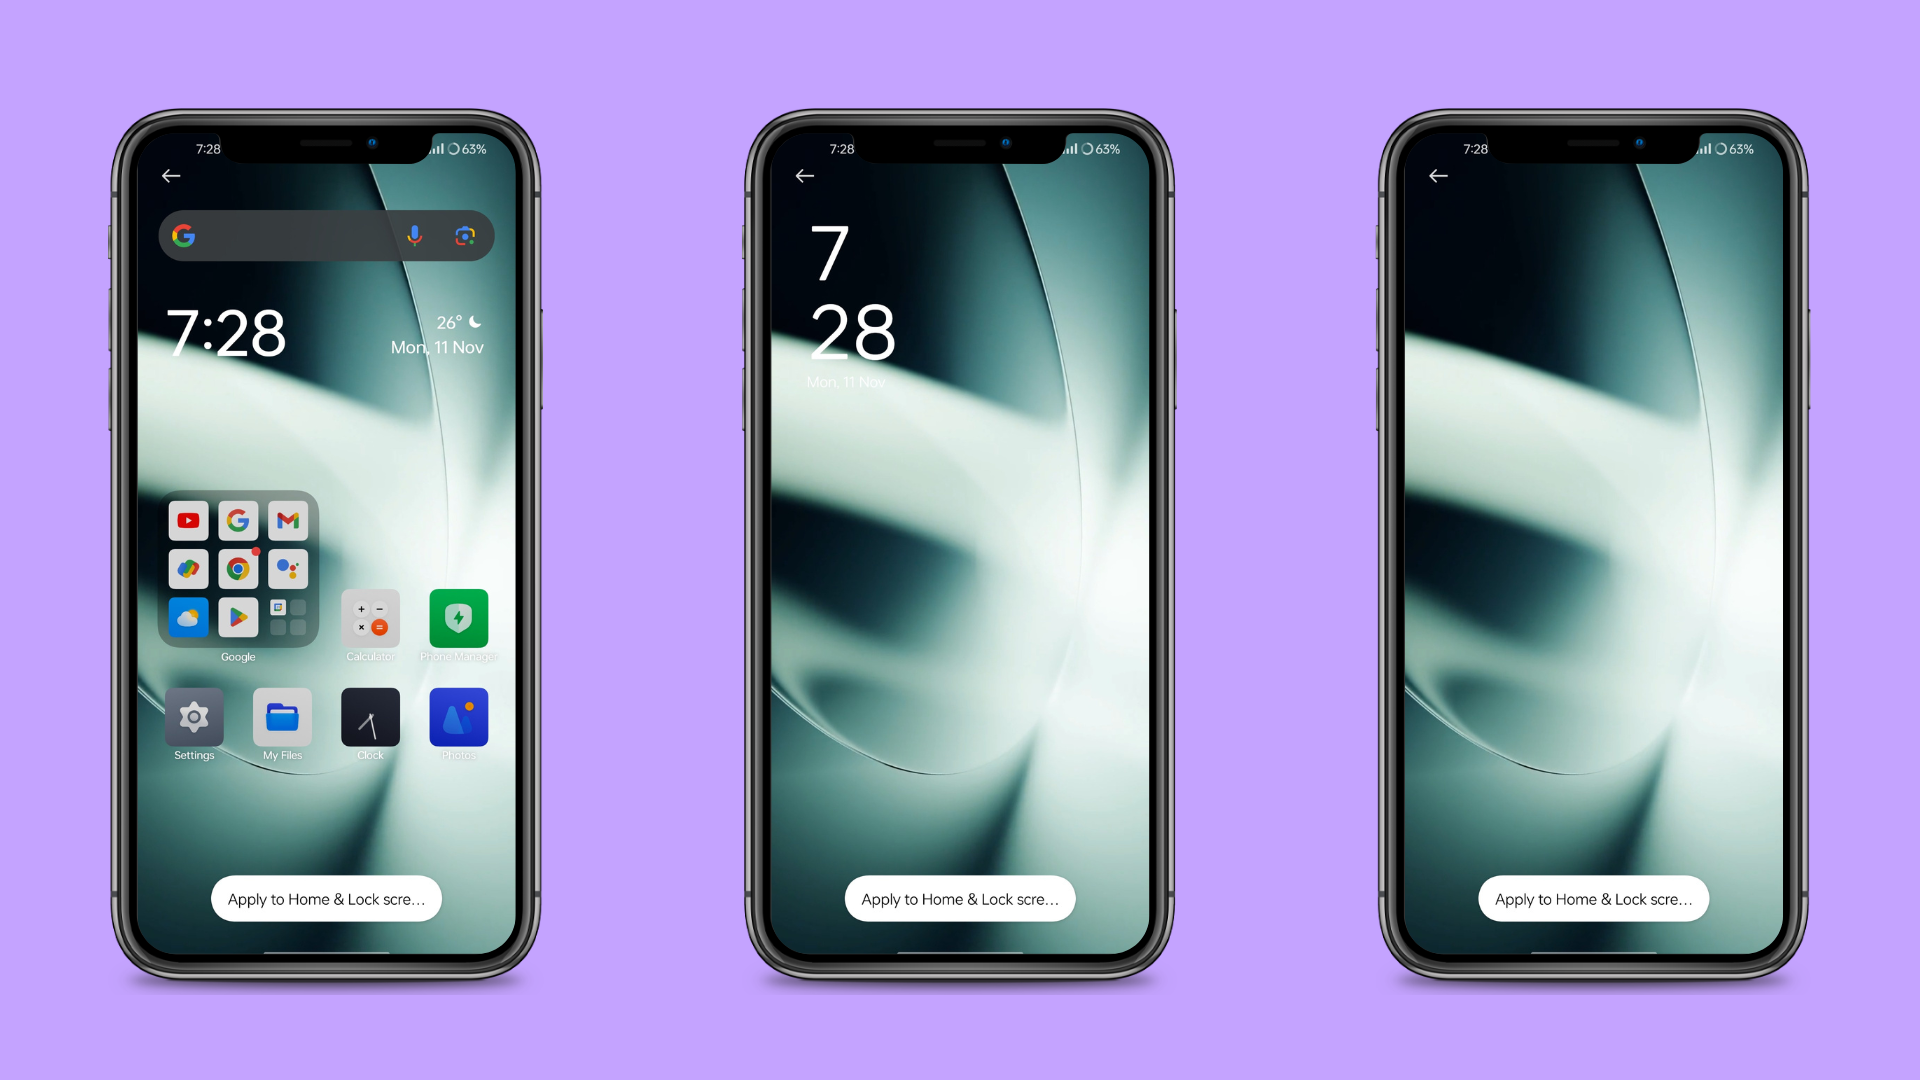 7:28
63%
7:28
26°
Mon, 11 Nov
Google
Calculator
Phone Manager
Settings
My Files
Clock
Photos
Apply to Home & Lock scre...
7:28
63%
7
28
Mon, 11 Nov
Apply to Home & Lock scre...
7:28
63%
Apply to Home & Lock scre...